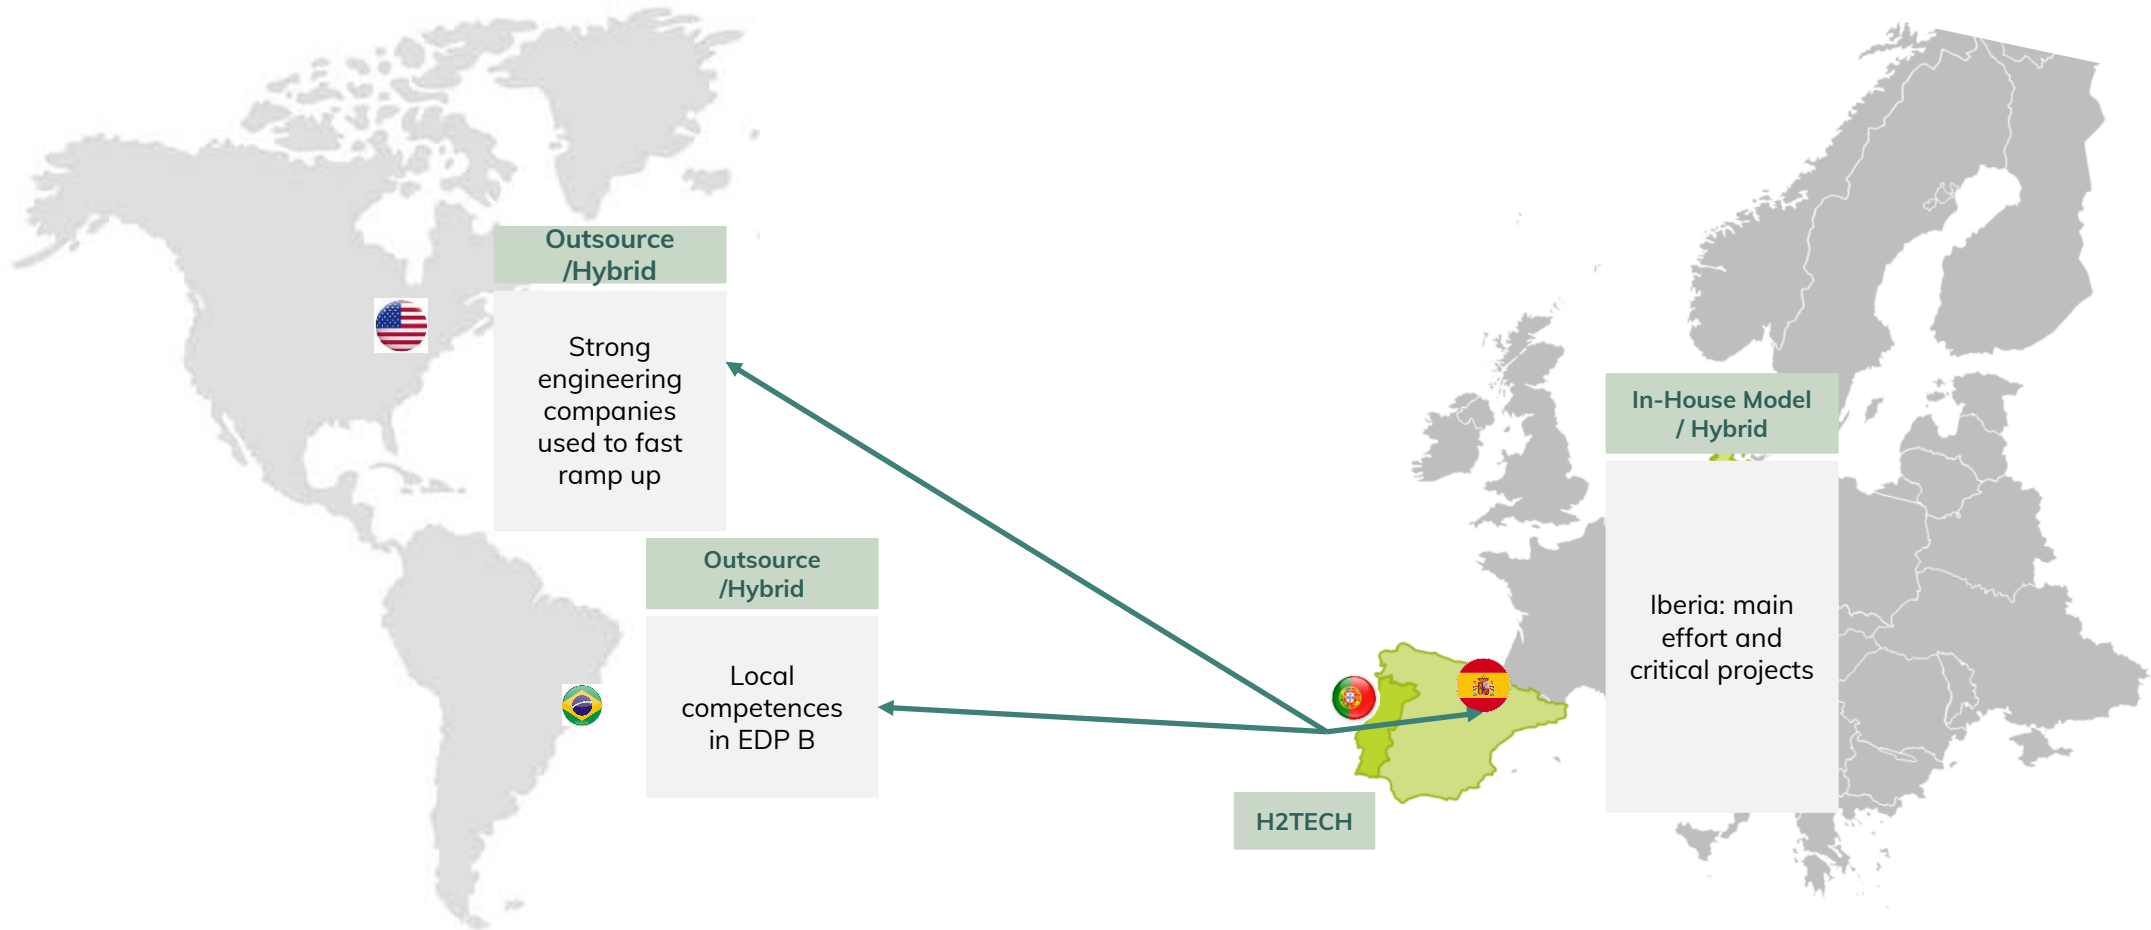 Outsource
/Hybrid
Strong
engineering
companies
used to fast
ramp up
Outsource
/Hybrid
Local
competences
in EDP B
H2TECH
In-House Model
/ Hybrid
Iberia: main
effort and
critical projects